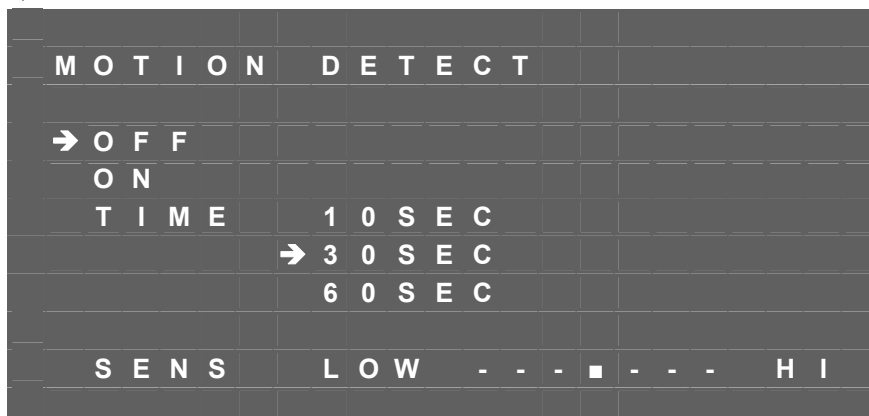 MOTION DETECT
➔ OFF
ON
TIME 10SEC
➔ 30SEC
60SEC
SENS LOW - - - ■ - - - HI